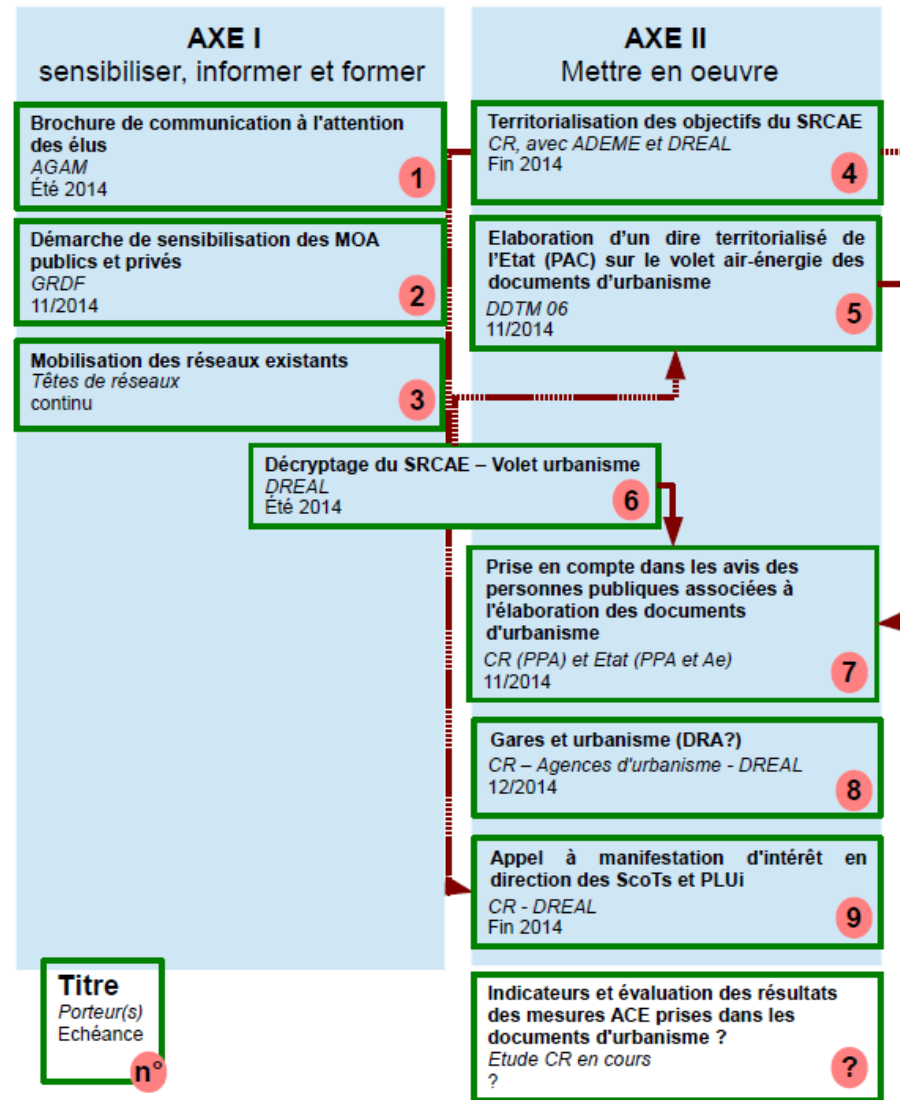 AXE I
sensibiliser, informer et former
Brochure de communication à l'attention
des élus
AGAM
Été 2014
1
Démarche de sensibilisation des MOA
publics et privés
GRDF
11/2014
2
Mobilisation des réseaux existants
Têtes de réseaux
continu
3
AXE II
Mettre en oeuvre
Territorialisation des objectifs du SRCAE
CR, avec ADEME et DREAL
Fin 2014
4
Elaboration d'un dire territorialisé de
l'Etat (PAC) sur le volet air-énergie des
documents d'urbanisme
DDTM 06
11/2014
5
Décryptage du SRCAE – Volet urbanisme
DREAL
Été 2014
6
Prise en compte dans les avis des
personnes publiques associées à
l'élaboration des documents
d'urbanisme
CR (PPA) et Etat (PPA et Ae)
11/2014
7
Gares et urbanisme (DRA?)
CR – Agences d'urbanisme - DREAL
12/2014
8
Appel à manifestation d'intérêt en
direction des ScoTs et PLUi
CR - DREAL
Fin 2014
9
Indicateurs et évaluation des résultats
des mesures ACE prises dans les
documents d'urbanisme ?
Etude CR en cours
?
?
Titre
Porteur(s)
Echéance
n°